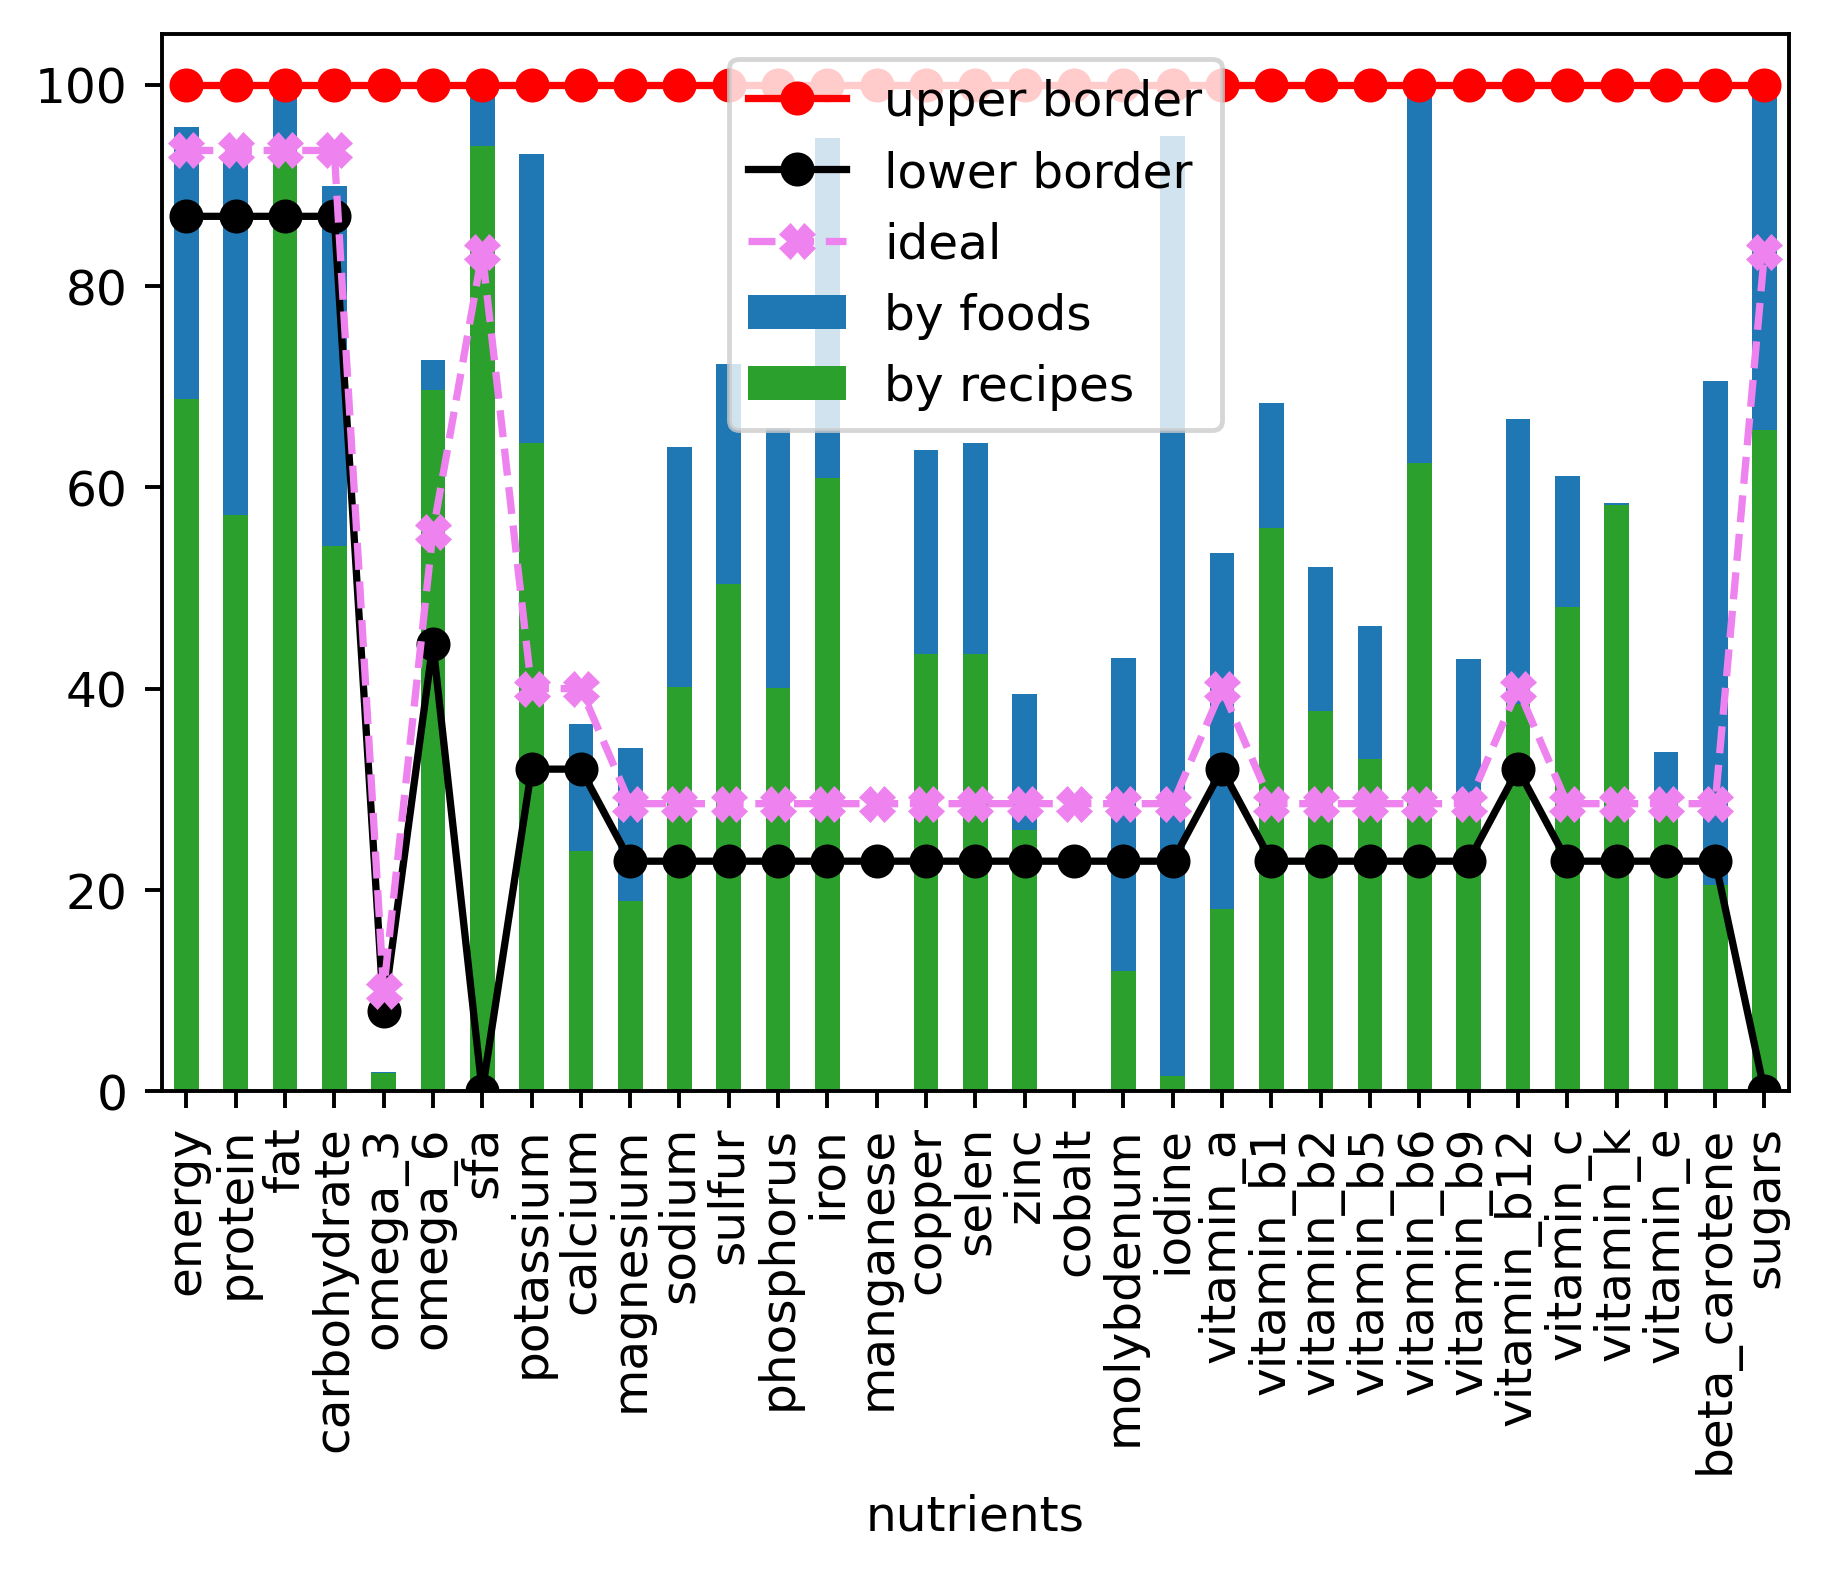 100
80
60
40
20
0
upper border
lower border
ideal
by foods
by recipes
energy
protein
fat
carbohydrate
omega_3
omega_6
sfa
potassium
calcium
magnesium
sodium
sulfur
phosphorus
iron
manganese
copper
selen
zinc
cobalt
molybdenum
iodine
vitamin_a
vitamin_b1
vitamin_b2
vitamin_b5
vitamin_b6
vitamin_b9
vitamin_b12
vitamin_c
vitamin_k
vitamin_e
beta_carotene
sugars
nutrients